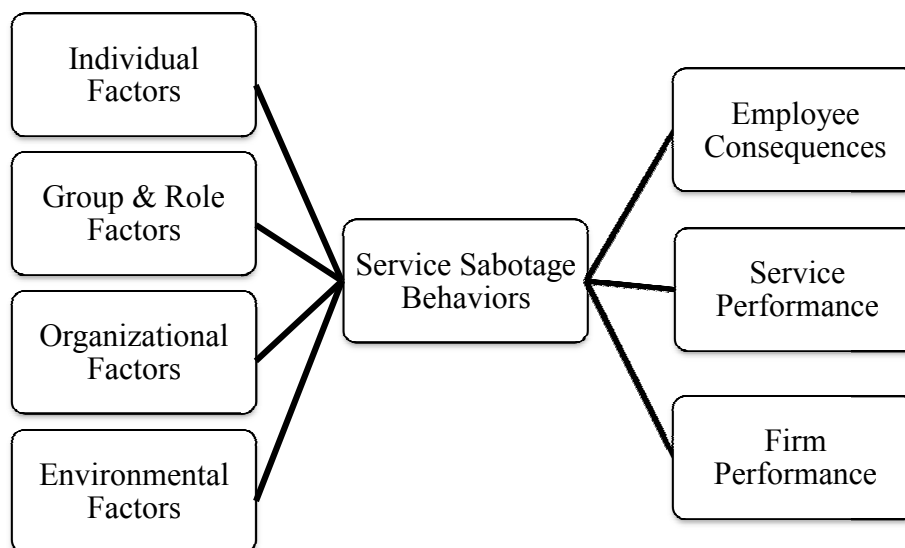 Individual
Factors
Group & Role
Factors
Organizational
Factors
Environmental
Factors
Service Sabotage
Behaviors
Employee
Consequences
Service
Performance
Firm
Performance